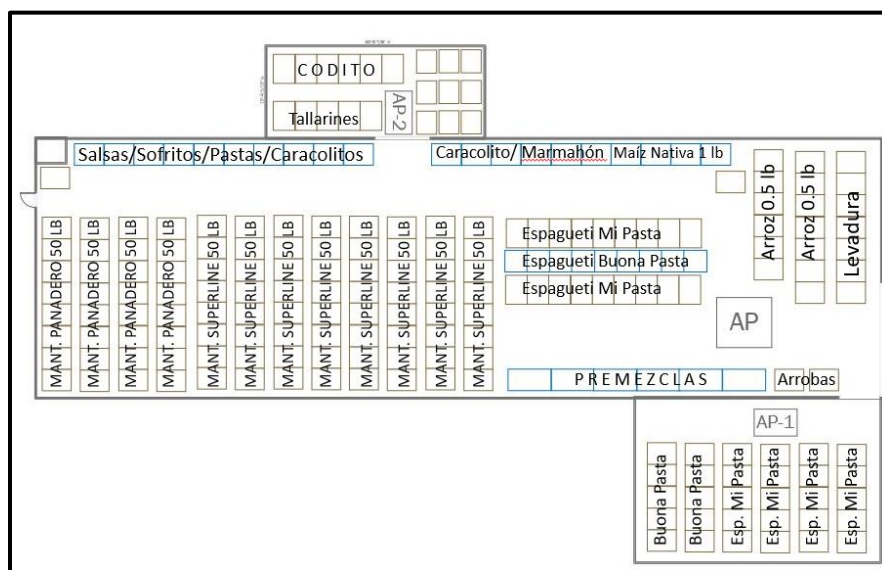 CODITO
Tallarines
AP-2
Salsas/Sofritos/Pastas/Caracolitos
Caracolito/ Marmahón Maíz Nativa 1 lb
Arroz 0.5 lb
Arroz 0.5 lb
Levadura
MANT. PANADERO 50 LB
MANT. PANADERO 50 LB
MANT. PANADERO 50 LB
MANT. PANADERO 50 LB
MANT. SUPERLINE 50 LB
MANT. SUPERLINE 50 LB
MANT. SUPERLINE 50 LB
MANT. SUPERLINE 50 LB
MANT. SUPERLINE 50 LB
MANT. SUPERLINE 50 LB
MANT. SUPERLINE 50 LB
MANT. SUPERLINE 50 LB
Espagueti Mi Pasta
Espagueti Buona Pasta
Espagueti Mi Pasta
AP
PREMEZCLAS
Arrobas
AP-1
Buona Pasta
Buona Pasta
Esp. Mi Pasta
Esp. Mi Pasta
Esp. Mi Pasta
Esp. Mi Pasta